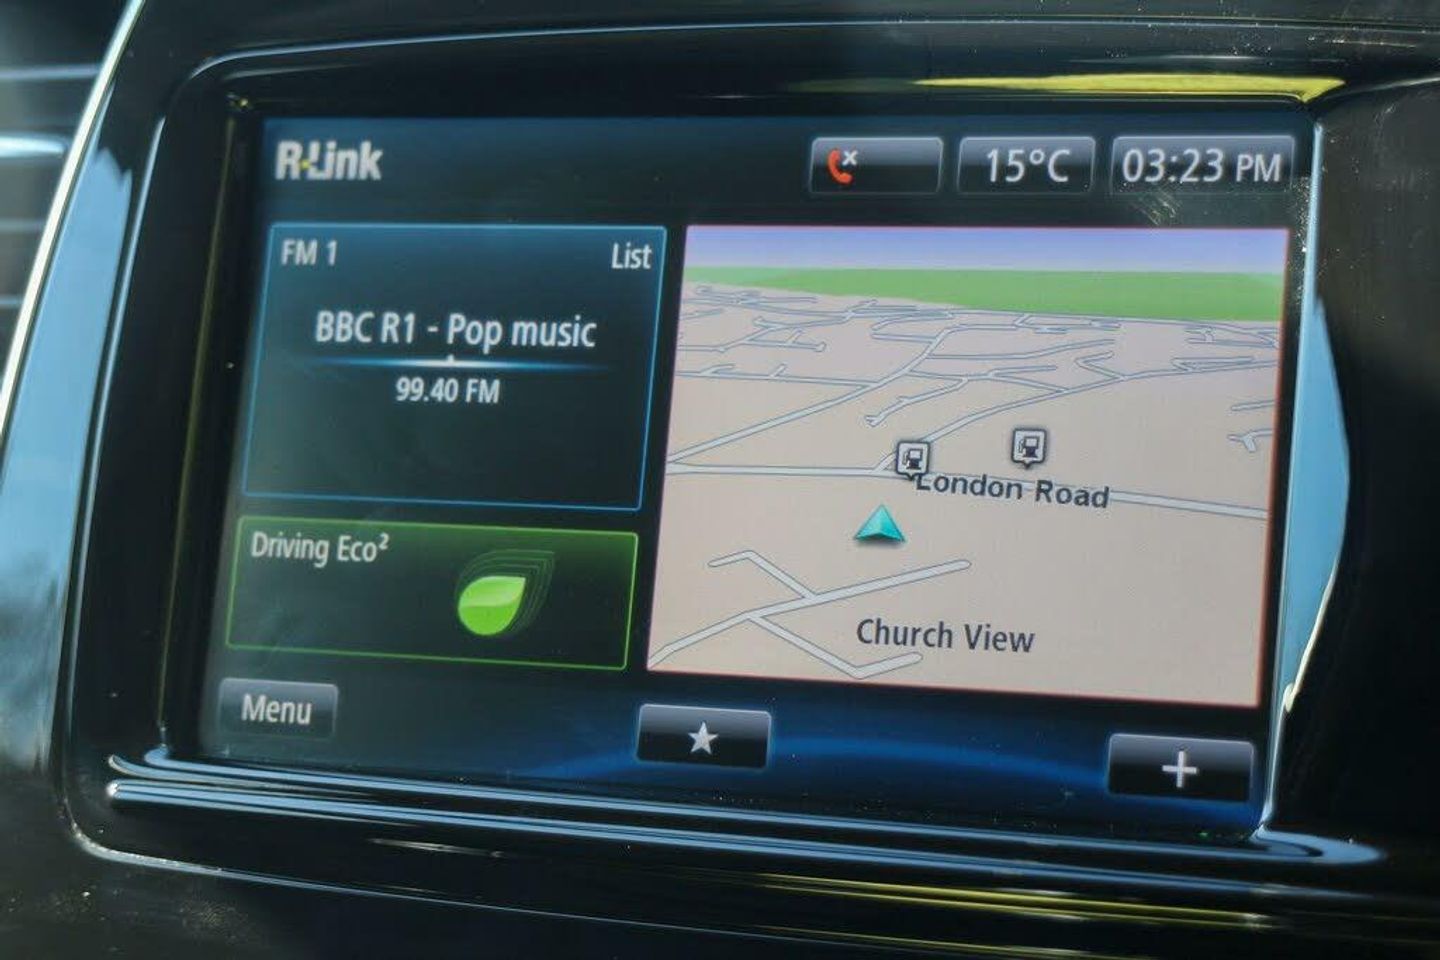 R-Link
15°C
03:23 PM
FM 1
List
BBC R1 - Pop music
99.40 FM
London Road
Driving Eco²
Church View
Menu